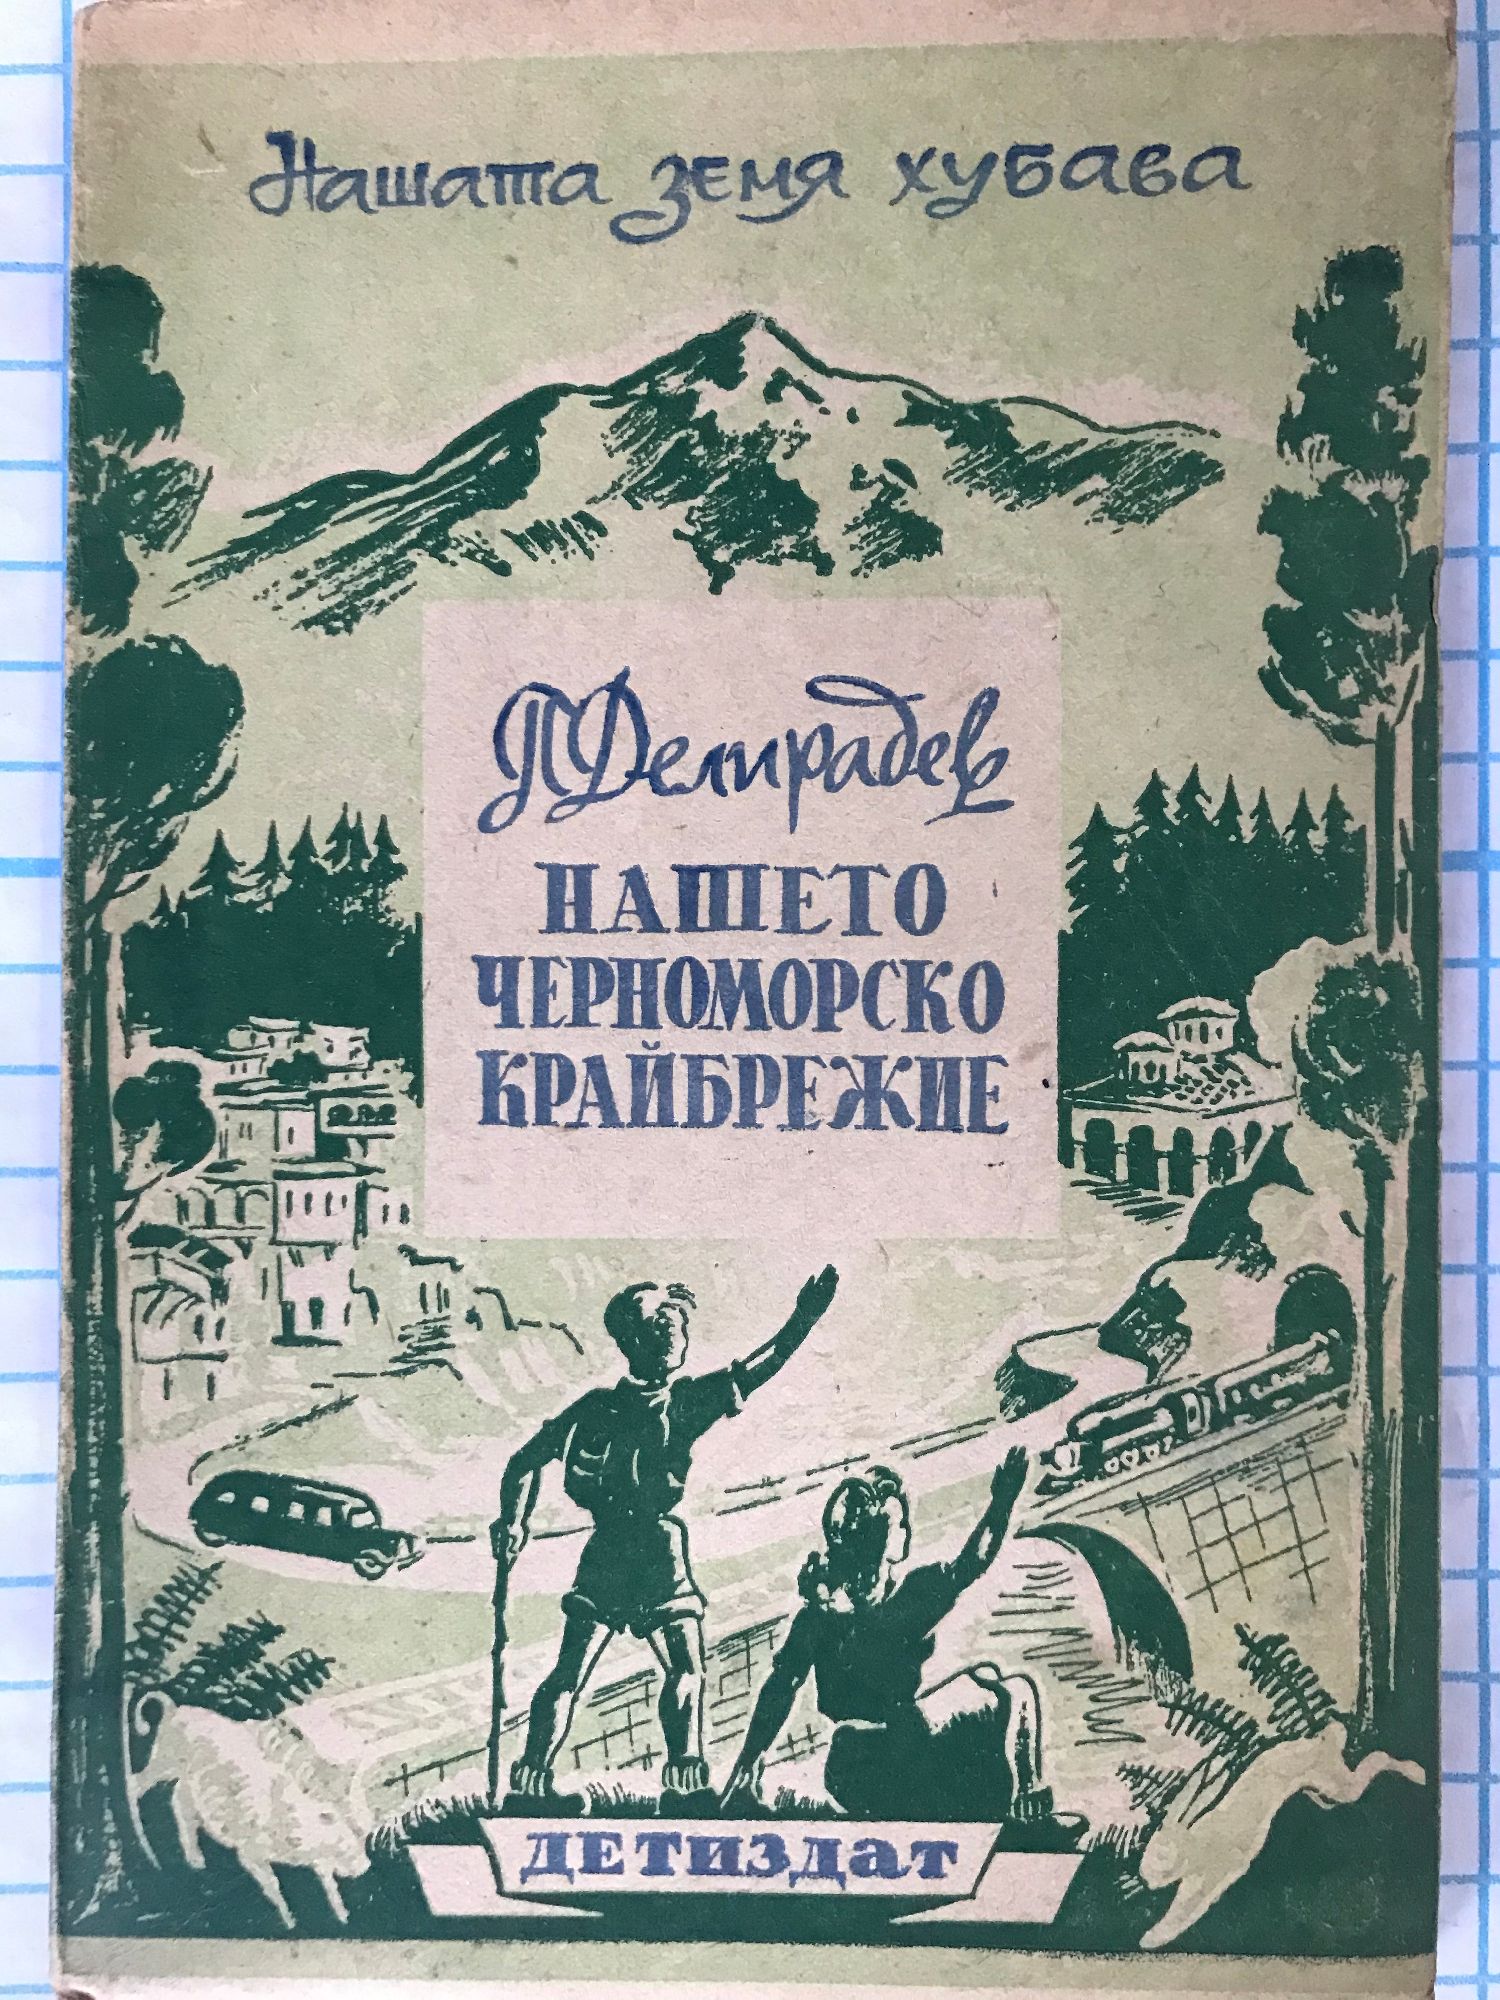 Нашата земя хубава
П Делирадев
НАШЕТО
ЧЕРНОМОРСКО
КРАЙБРЕЖИЕ
ДЕТИЗДАТ